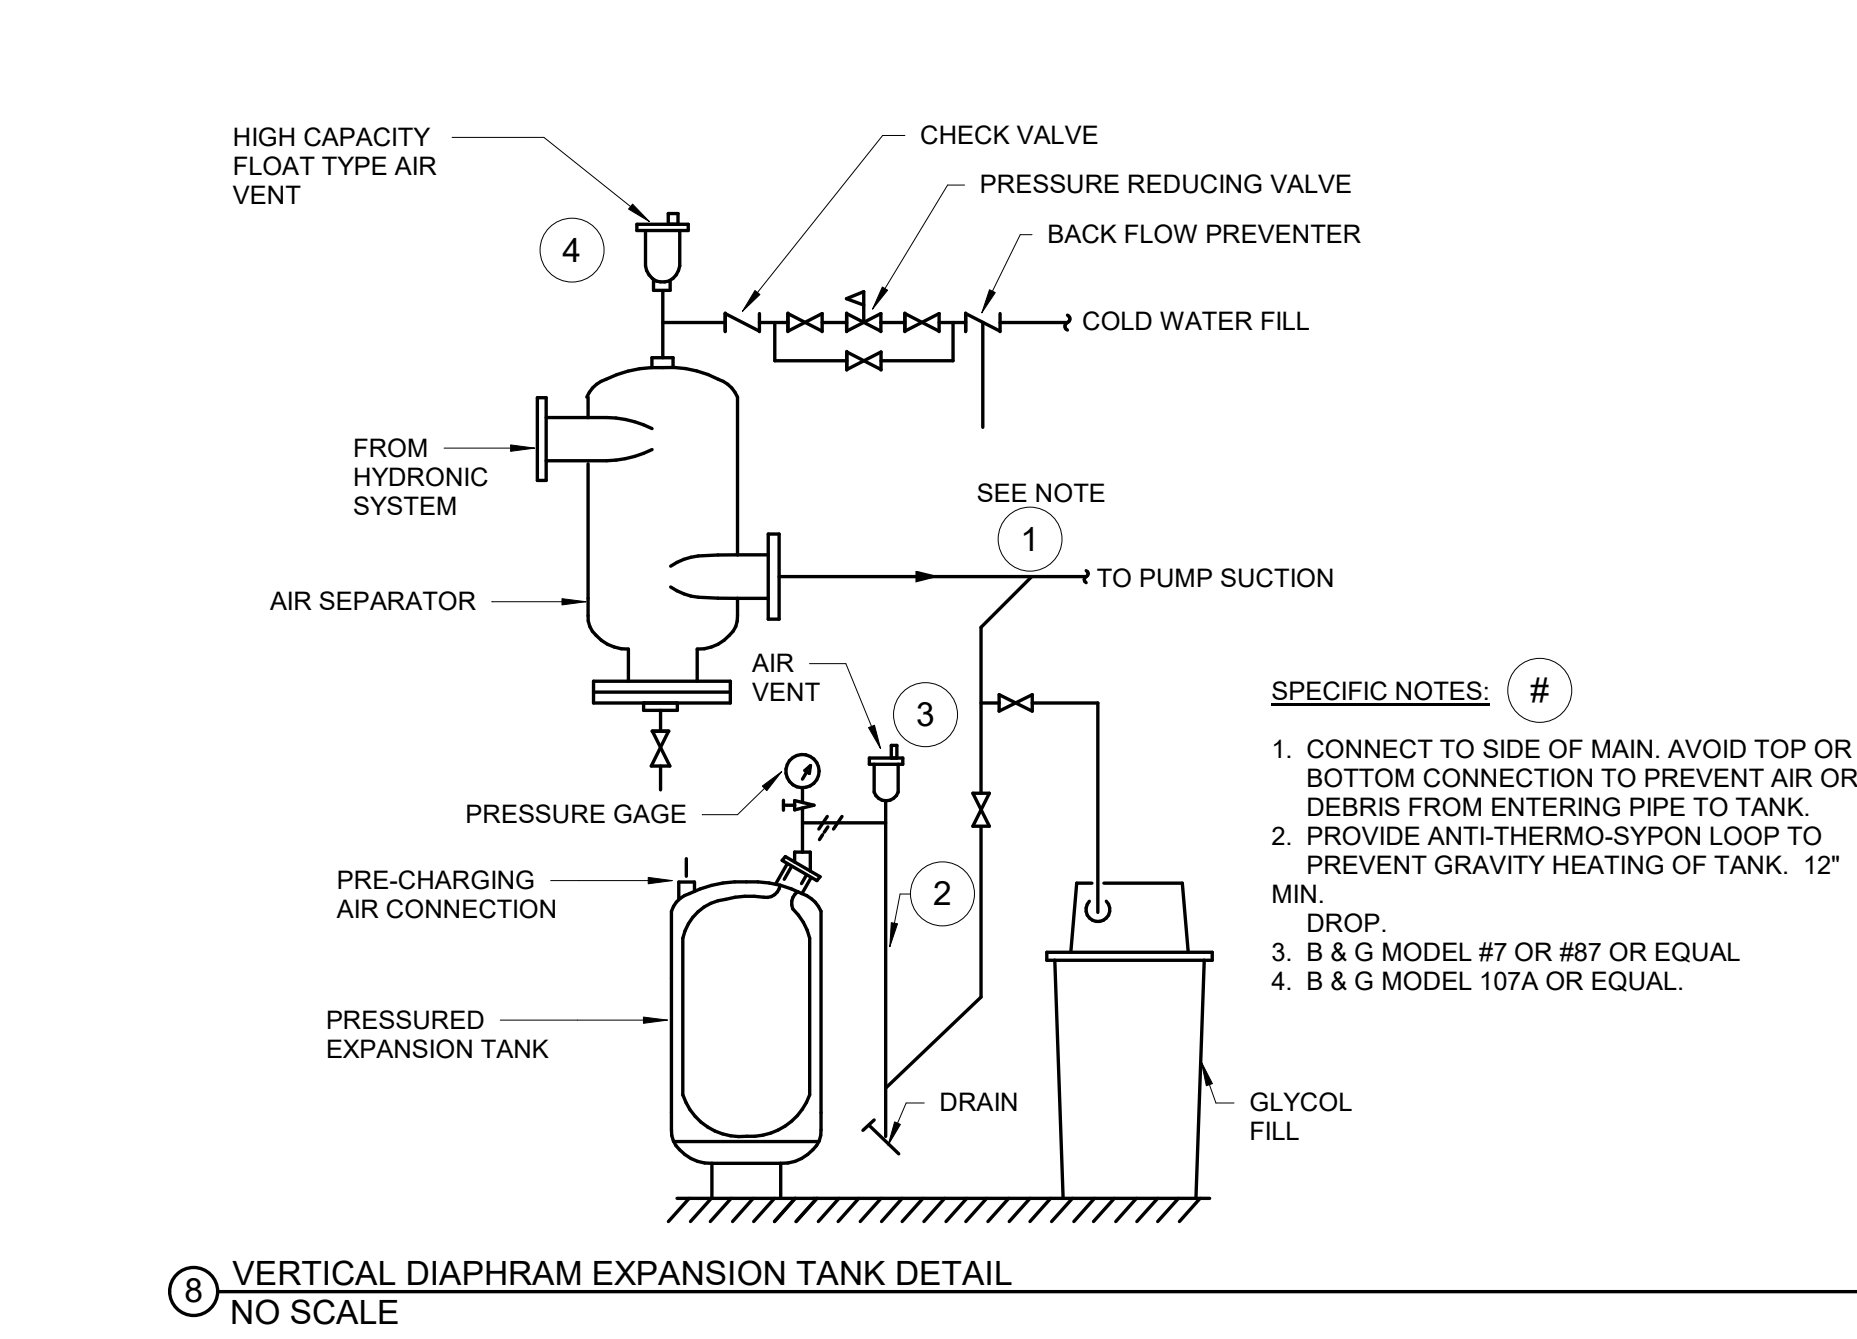 HIGH CAPACITY
FLOAT TYPE AIR
VENT
4
CHECK VALVE
PRESSURE REDUCING VALVE
BACK FLOW PREVENTER
COLD WATER FILL
FROM
HYDRONIC
SYSTEM
SEE NOTE
1
TO PUMP SUCTION
AIR SEPARATOR
AIR
VENT
3
PRESSURE GAGE
PRE-CHARGING
AIR CONNECTION
2
PRESSURED
EXPANSION TANK
DRAIN
GLYCOL
FILL
SPECIFIC NOTES: #
1. CONNECT TO SIDE OF MAIN. AVOID TOP OR
BOTTOM CONNECTION TO PREVENT AIR OR
DEBRIS FROM ENTERING PIPE TO TANK.
2. PROVIDE ANTI-THERMO-SYPON LOOP TO
PREVENT GRAVITY HEATING OF TANK. 12"
MIN.
DROP.
3. B & G MODEL #7 OR #87 OR EQUAL
4. B & G MODEL 107A OR EQUAL.
8 VERTICAL DIAPHRAM EXPANSION TANK DETAIL
NO SCALE